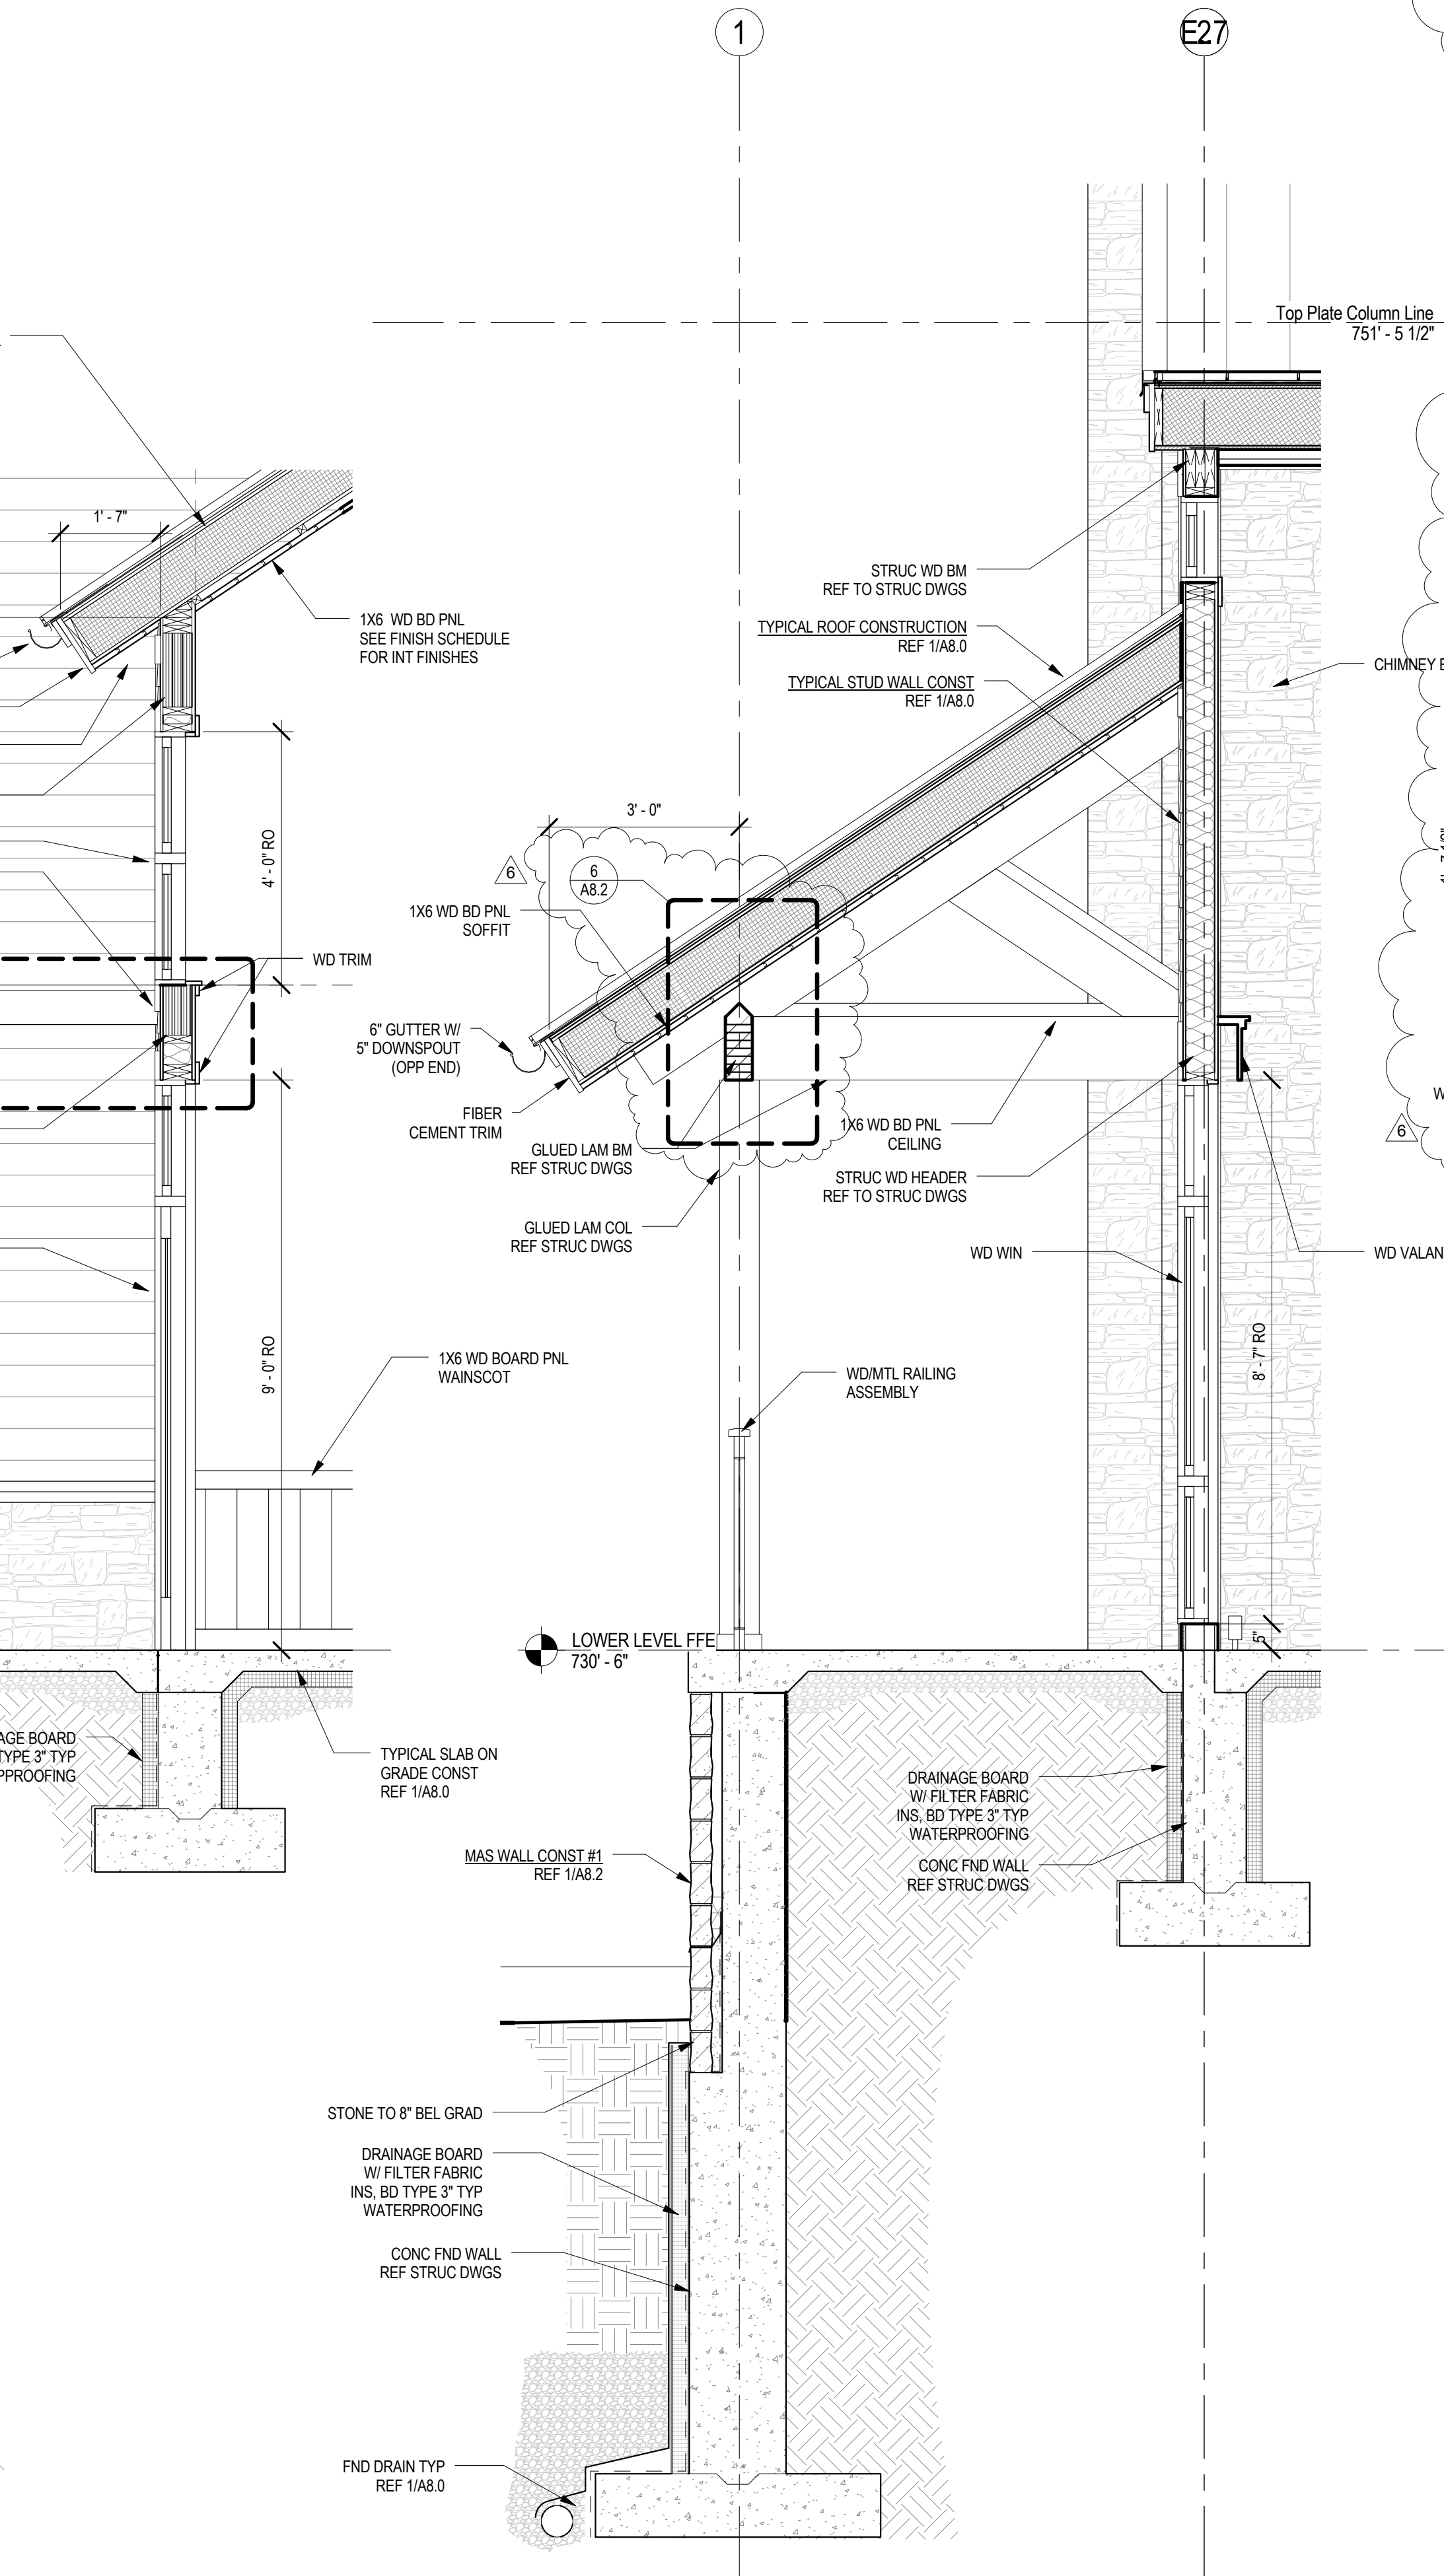 1
E27
Top Plate Column Line
751' - 5 1/2"
1' - 7"
1X6 WD BD PNL
SEE FINISH SCHEDULE
FOR INT FINISHES
4' - 0" RO
WD TRIM
9' - 0" RO
1X6 WD BOARD PNL
WAINSCOT
TYPICAL SLAB ON
GRADE CONST
REF 1/A8.0
AGE BOARD
TYPE 3" TYP
PPROOFING
STRUC WD BM
REF TO STRUC DWGS
TYPICAL ROOF CONSTRUCTION
REF 1/A8.0
TYPICAL STUD WALL CONST
REF 1/A8.0
CHIMNEY
3' - 0"
6
6
A8.2
1X6 WD BD PNL
SOFFIT
6" GUTTER W/
5" DOWNSPOUT
(OPP END)
FIBER
CEMENT TRIM
GLUED LAM BM
REF STRUC DWGS
1X6 WD BD PNL
CEILING
STRUC WD HEADER
REF TO STRUC DWGS
GLUED LAM COL
REF STRUC DWGS
WD WIN
W
6
WD VALAN
8' - 7" RO
WD/MTL RAILING
ASSEMBLY
5"
LOWER LEVEL FFE
730' - 6"
DRAINAGE BOARD
W/ FILTER FABRIC
INS, BD TYPE 3" TYP
WATERPROOFING
CONC FND WALL
REF STRUC DWGS
MAS WALL CONST #1
REF 1/A8.2
STONE TO 8" BEL GRAD
DRAINAGE BOARD
W/ FILTER FABRIC
INS, BD TYPE 3" TYP
WATERPROOFING
CONC FND WALL
REF STRUC DWGS
FND DRAIN TYP
REF 1/A8.0